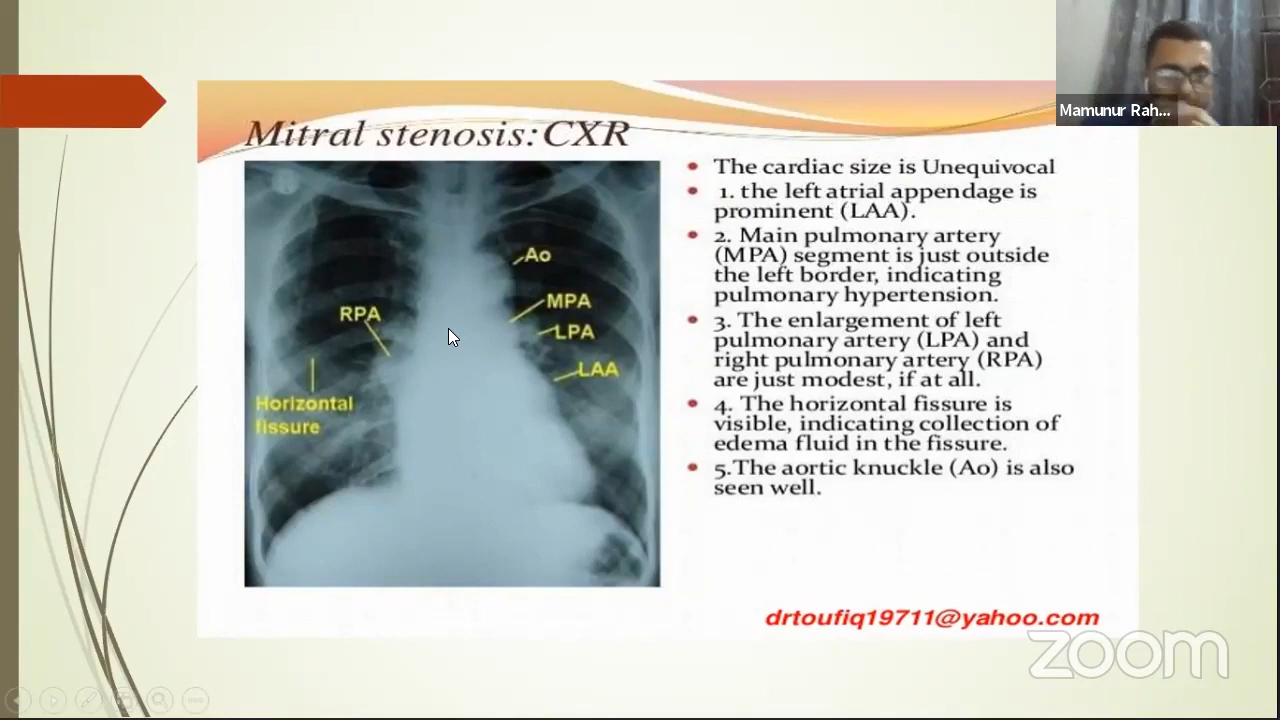 Mamunur Rah...
Mitral stenosis: CXR
Ao
MPA
RPA
LPA
LAA
Horizontal
fissure
The cardiac size is Unequivocal
1. the left atrial appendage is
prominent (LAA).
2. Main pulmonary artery
(MPA) segment is just outside
the left border, indicating
pulmonary hypertension.
3. The enlargement of left
pulmonary artery (LPA) and
right pulmonary artery (RPA)
are just modest, if at all.
4. The horizontal fissure is
visible, indicating collection of
edema fluid in the fissure.
5.The aortic knuckle (Ao) is also
seen well.
drtoufiq19711@yahoo.com
zoom